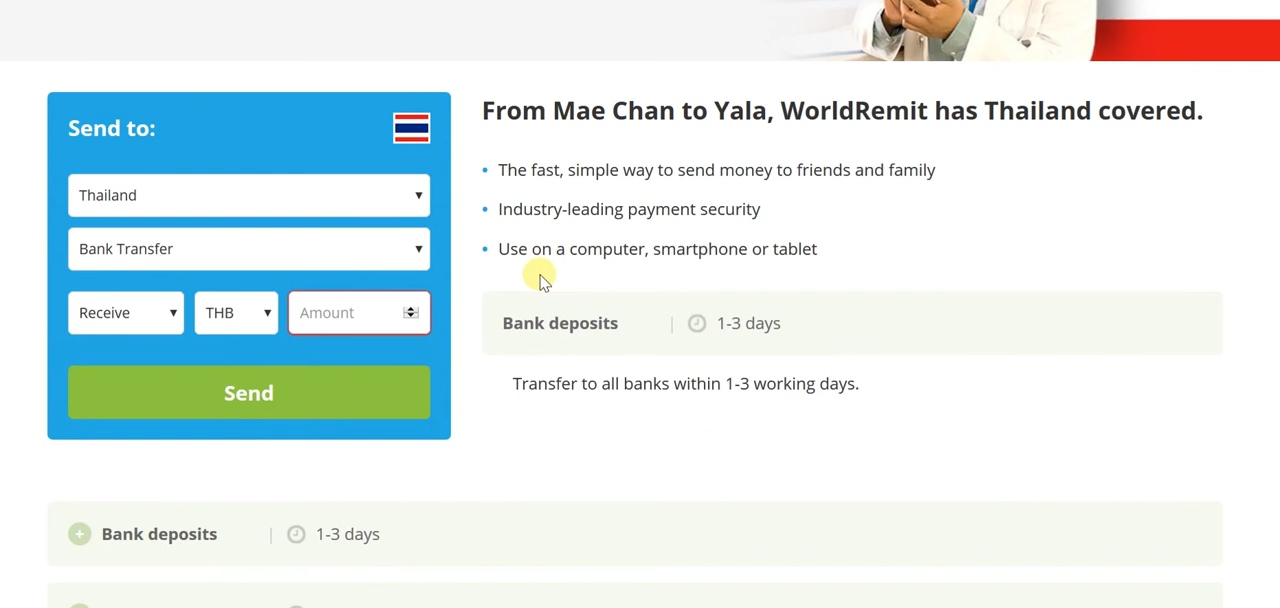 Send to:
Thailand
Bank Transfer
Receive THB Amount
Send
From Mae Chan to Yala, WorldRemit has Thailand covered.
The fast, simple way to send money to friends and family
Industry-leading payment security
Use on a computer, smartphone or tablet
Bank deposits | 1-3 days
Transfer to all banks within 1-3 working days.
Bank deposits | 1-3 days